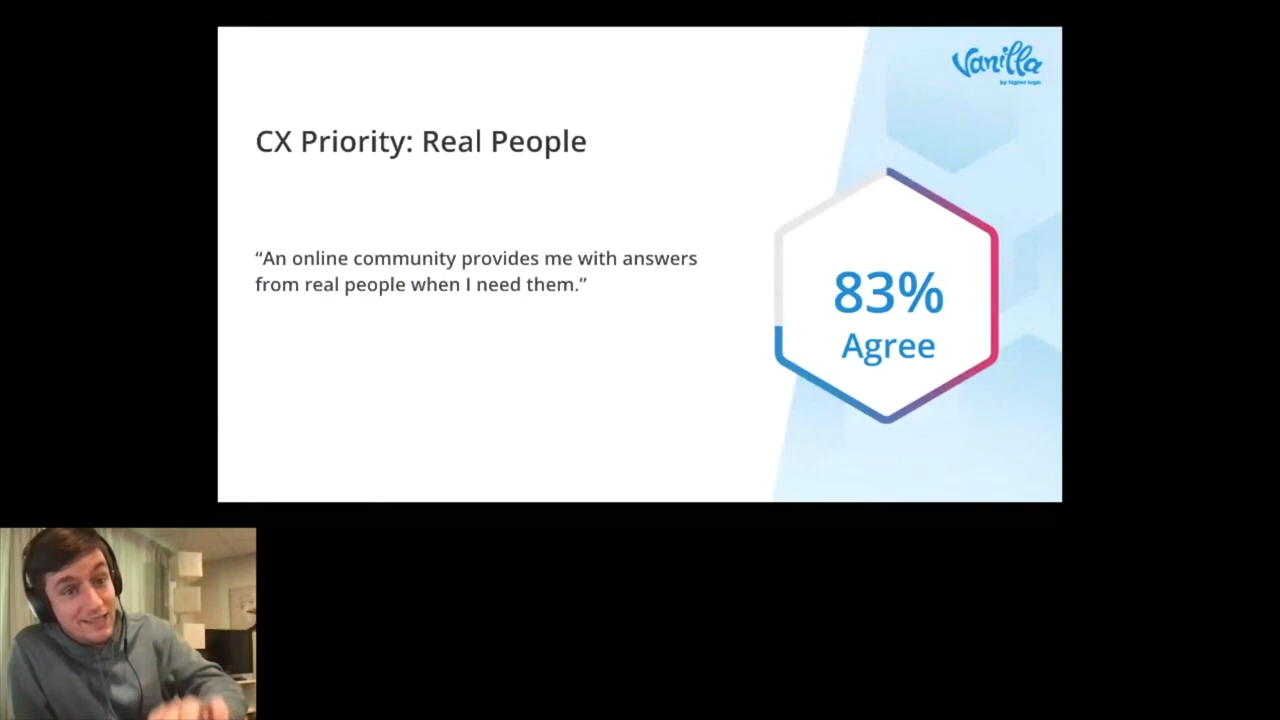 Vanilla
by higher logic
CX Priority: Real People
“An online community provides me with answers
from real people when I need them.”
83%
Agree